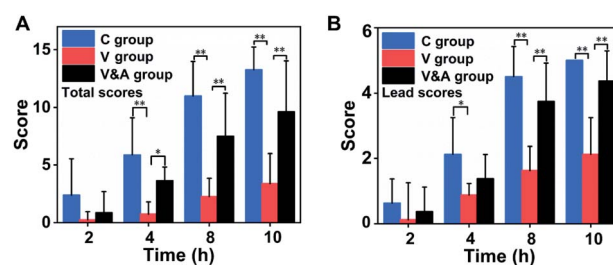 A
C group
V group
V&A group
Total scores
**
*
**
**
**
**
15
10
5
0
Score
2 4 8 10
Time (h)
B
C group
V group
V&A group
Lead scores
*
**
**
**
**
6
4
2
0
Score
2 4 8 10
Time (h)